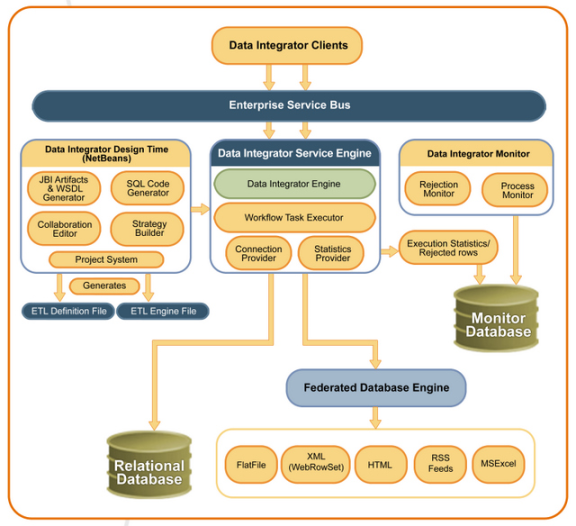 Data Integrator Clients
Enterprise Service Bus
Data Integrator Design Time
(NetBeans)
JBI Artifacts
& WSDL
Generator
SQL Code
Generator
Collaboration
Editor
Strategy
Builder
Project System
Generates
ETL Definition File
ETL Engine File
Data Integrator Service Engine
Data Integrator Engine
Workflow Task Executor
Connection
Provider
Statistics
Provider
Data Integrator Monitor
Rejection
Monitor
Process
Monitor
Execution Statistics/
Rejected rows
Monitor
Database
Federated Database Engine
Relational
Database
FlatFile
XML
(WebRowSet)
HTML
RSS
Feeds
MSExcel